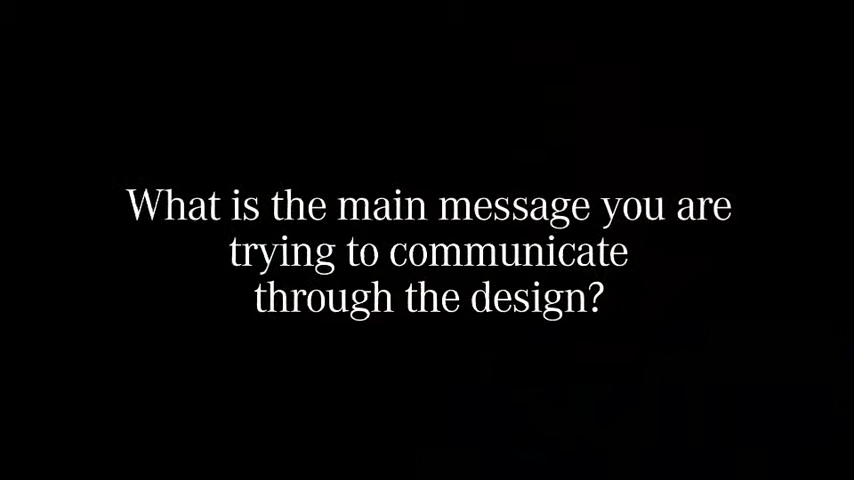 What is the main message you are
trying to communicate
through the design?